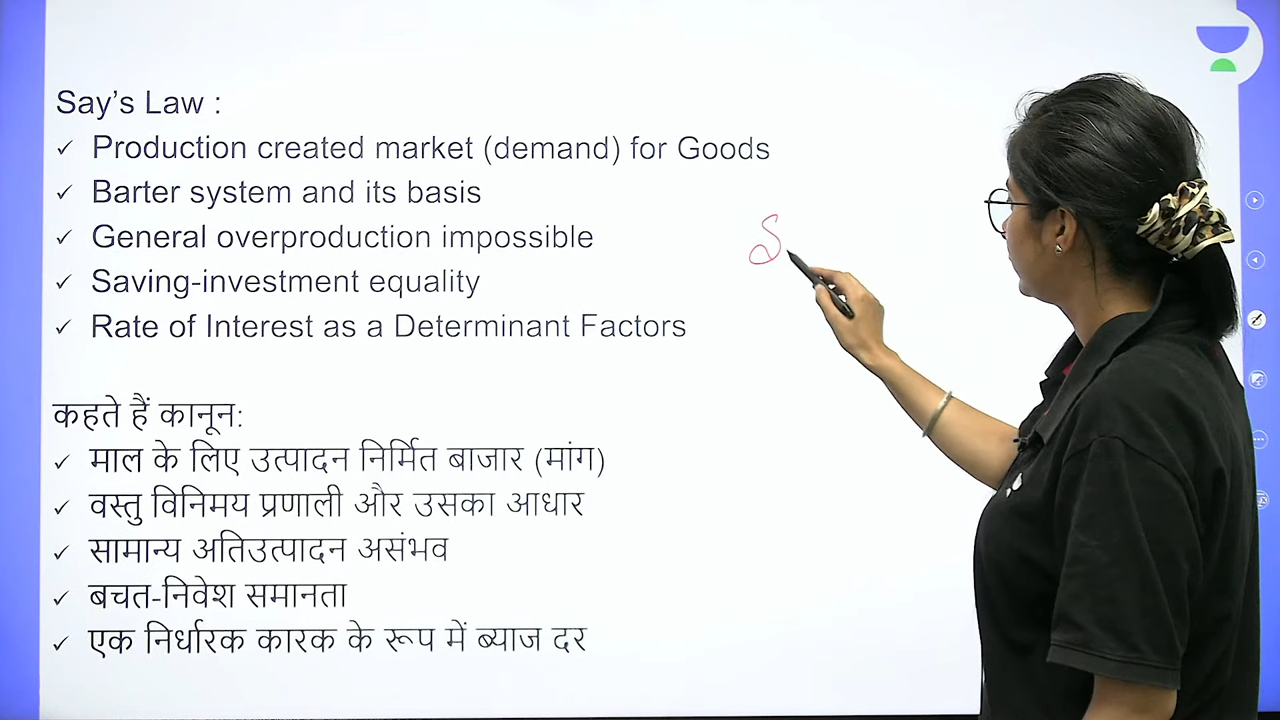 Say’s Law :
✓ Production created market (demand) for Goods
✓ Barter system and its basis
✓ General overproduction impossible
✓ Saving-investment equality
✓ Rate of Interest as a Determinant Factors
S
कहते हैं कानून:
✓ माल के लिए उत्पादन निर्मित बाजार (मांग)
✓ वस्तु विनिमय प्रणाली और उसका आधार
✓ सामान्य अतिउत्पादन असंभव
✓ बचत-निवेश समानता
✓ एक निर्धारक कारक के रूप में ब्याज दर